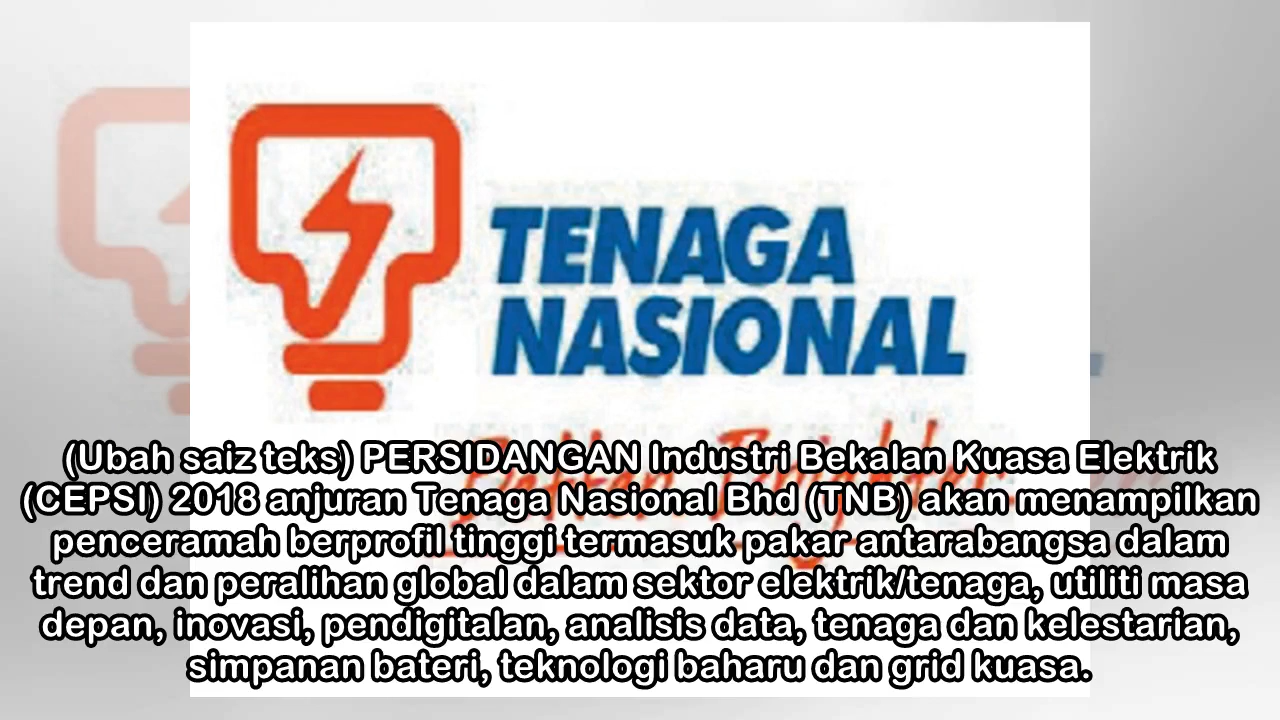 TENAGA
NASIONAL
(Ubah saiz teks) PERSIDANGAN Industri Bekalan Kuasa Elektrik
(CEPSI) 2018 anjuran Tenaga Nasional Bhd (TNB) akan menampilkan
penceramah berprofil tinggi termasuk pakar antarabangsa dalam
trend dan peralihan global dalam sektor elektrik/tenaga, utiliti masa
depan, inovasi, pendigitalan, analisis data, tenaga dan kelestarian,
simpanan bateri, teknologi baharu dan grid kuasa.